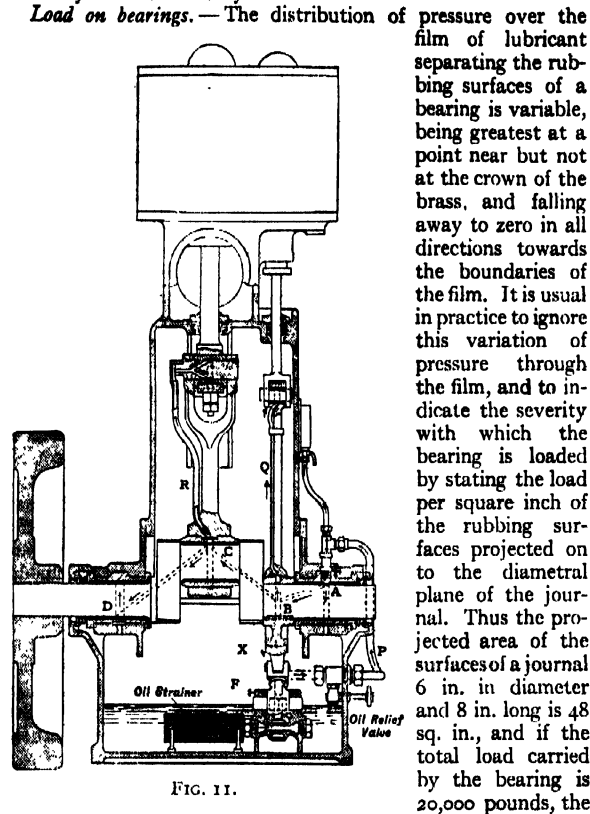 Load on bearings. — The distribution of pressure over the
film of lubricant
separating the rub-
bing surfaces of a
bearing is variable,
being greatest at a
point near but not
at the crown of the
brass, and falling
away to zero in all
directions towards
the boundaries of
the film. It is usual
in practice to ignore
this variation of
pressure through
the film, and to in-
dicate the severity
with which the
bearing is loaded
by stating the load
per square inch of
the rubbing sur-
faces projected on
to the diametral
plane of the jour-
nal. Thus the pro-
jected area of the
surfaces of a journal
6 in. in diameter
and 8 in. long is 48
sq. in., and if the
total load carried
by the bearing is
20,000 pounds, the
R
Q
C
D
B
A
X
P
F
Oil Strainer
Oil Relief
Valve
FIG. 11.